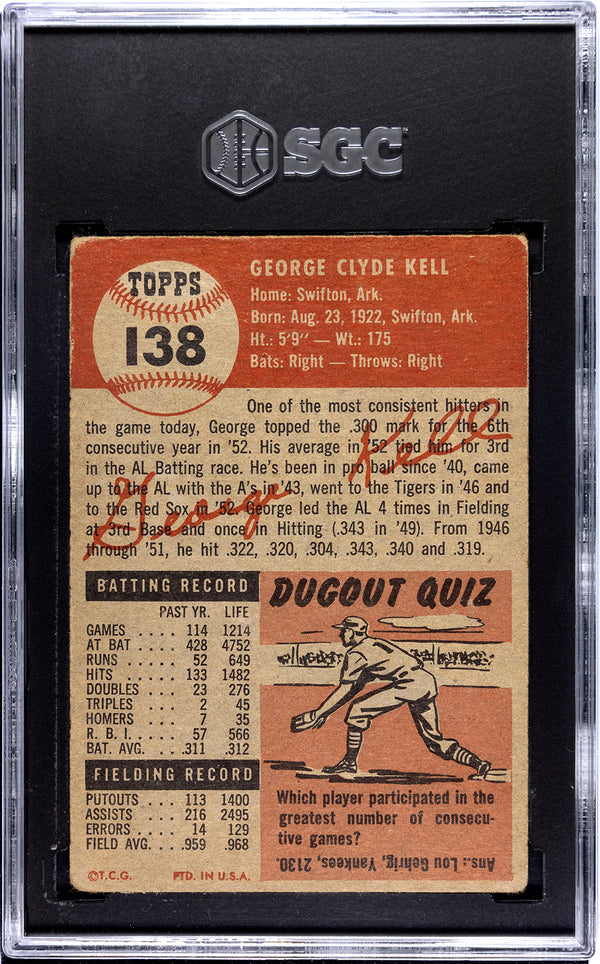 SGC
TOPPS
138
GEORGE CLYDE KELL
Home: Swifton, Ark.
Born: Aug. 23, 1922, Swifton, Ark.
Ht.: 5'9" — Wt.: 175
Bats: Right — Throws: Right
One of the most consistent hitters in
the game today, George topped the .300 mark for the 6th
consecutive year in '52. His average in '52 tied him for 3rd
in the AL Batting race. He's been in pro ball since '40, came
up to the AL with the A's in '43, went to the Tigers in '46 and
to the Red Sox in '52. George led the AL 4 times in Fielding
at 3rd Base and once in Hitting (.343 in '49). From 1946
through '51, he hit .322, .320, .304, .343, .340 and .319.
George Kell
BATTING RECORD
PAST YR. LIFE
GAMES .... 114 1214
AT BAT .... 428 4752
RUNS .... 52 649
HITS .... 133 1482
DOUBLES ... 23 276
TRIPLES ... 2 45
HOMERS ... 7 35
R. B. I. .... 57 566
BAT. AVG. ... .311 .312
FIELDING RECORD
PUTOUTS ... 113 1400
ASSISTS ... 216 2495
ERRORS ... 14 129
FIELD AVG. ... .959 .968
©T.C.G. PTD. IN U.S.A.
DUGOUT QUIZ
Which player participated in the
greatest number of consecu-
tive games?
Ans.: Lou Gehrig, Yankees, 2130.